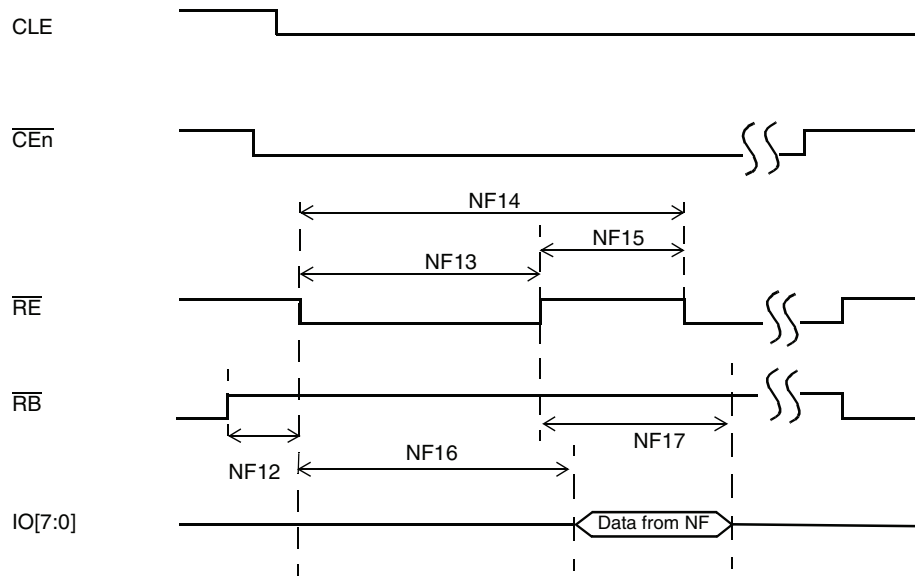 CLE
CEn
NF14
NF15
NF13
RE
RB
NF17
NF16
NF12
IO[7:0]
Data from NF